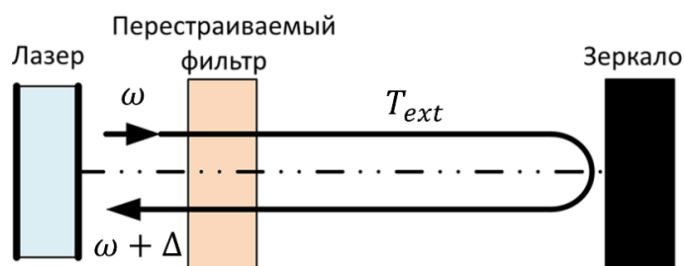 Перестраиваемый
Лазер
фильтр
Зеркало
ω
T_ext
ω + Δ